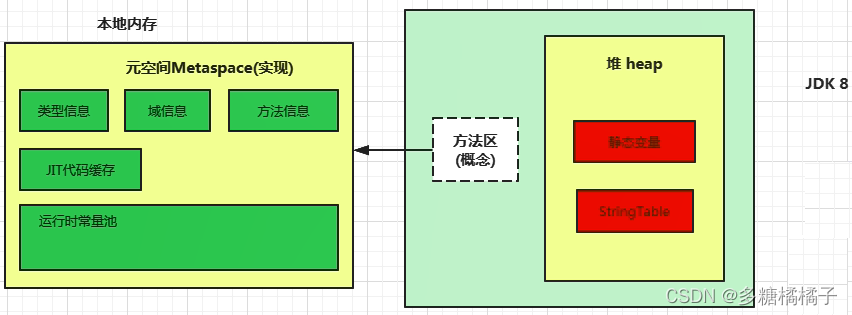 本地内存
元空间Metaspace(实现)
类型信息
域信息
方法信息
JIT代码缓存
运行时常量池
方法区
(概念)
堆 heap
静态变量
StringTable
JDK 8
CSDN @多糖橘橘子